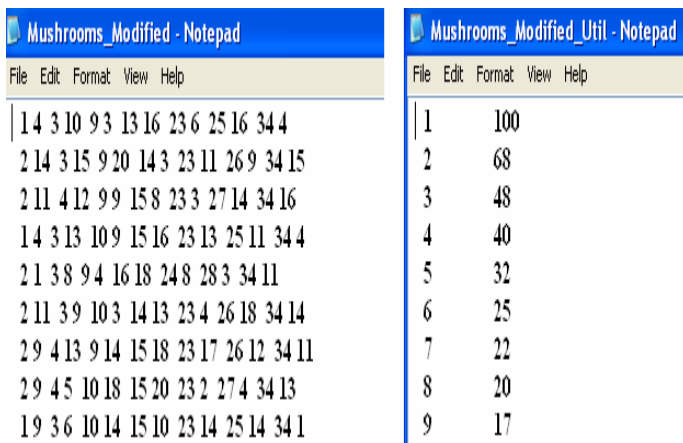 Mushrooms_Modified - Notepad
File Edit Format View Help
1 4 3 10 9 3 13 16 23 6 25 16 34 4
2 14 3 15 9 20 14 3 23 11 26 9 34 15
2 11 4 12 9 9 15 8 23 3 27 14 34 16
1 4 3 13 10 9 15 16 23 13 25 11 34 4
2 1 3 8 9 4 16 18 24 8 28 3 34 11
2 11 3 9 10 3 14 13 23 4 26 18 34 14
2 9 4 13 9 14 15 18 23 17 26 12 34 11
2 9 4 5 10 18 15 20 23 2 27 4 34 13
1 9 3 6 10 14 15 10 23 14 25 14 34 1
Mushrooms_Modified_Util - Notepad
File Edit Format View Help
1 100
2 68
3 48
4 40
5 32
6 25
7 22
8 20
9 17